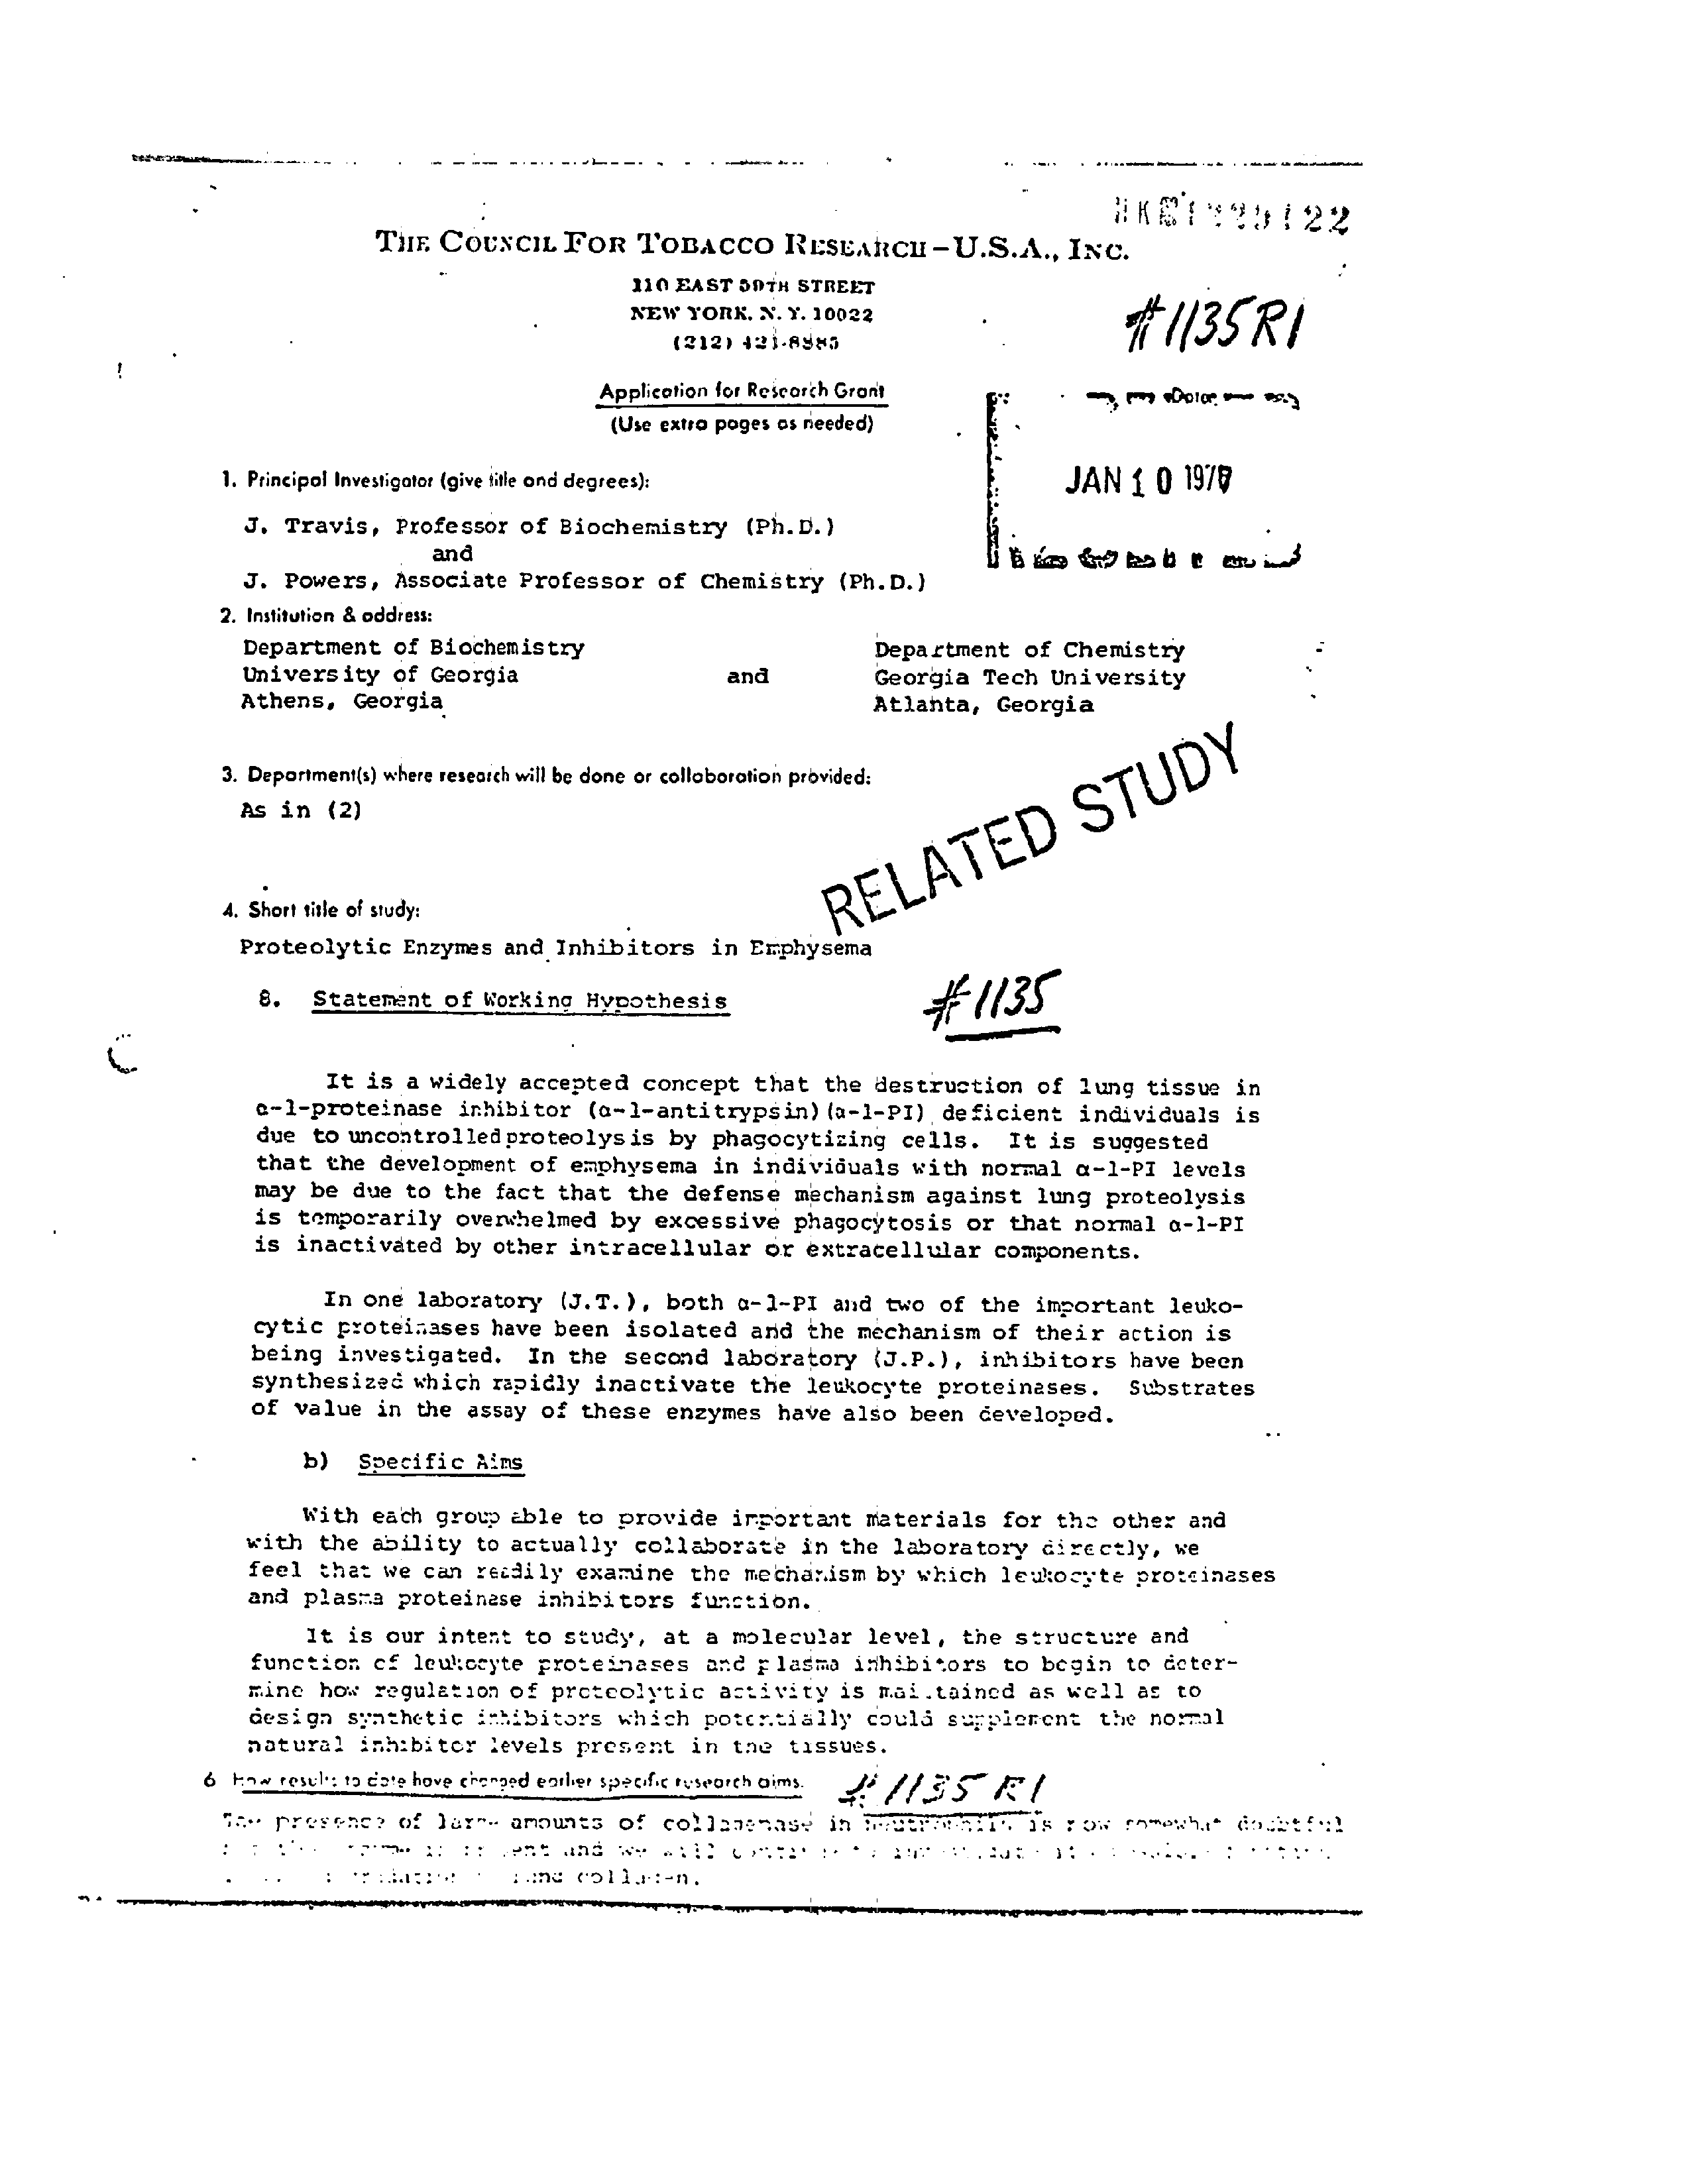 THE COUNCIL FOR TOBACCO RESEARCH-U.S.A., INC.
110 EAST 59TH STREET
NEW YORK, N. Y. 10022
(212) 421-8885
#1135R1
Application for Research Grant
(Use extra pages as needed)
Date:
JAN 10 197
1. Principal Investigator (give title and degrees):
J. Travis, Professor of Biochemistry (Ph.D.)
and
J. Powers, Associate Professor of Chemistry (Ph.D.)
2. Institution & address:
Department of Biochemistry Department of Chemistry
University of Georgia and Georgia Tech University
Athens, Georgia Atlanta, Georgia
3. Department(s) where research will be done or collaboration provided:
As in (2)
RELATED STUDY
4. Short title of study:
Proteolytic Enzymes and Inhibitors in Emphysema
8. Statement of Working Hypothesis #1135
It is a widely accepted concept that the destruction of lung tissue in
α-1-proteinase inhibitor (α-1-antitrypsin)(α-1-PI) deficient individuals is
due to uncontrolled proteolysis by phagocytizing cells. It is suggested
that the development of emphysema in individuals with normal α-1-PI levels
may be due to the fact that the defense mechanism against lung proteolysis
is temporarily overwhelmed by excessive phagocytosis or that normal α-1-PI
is inactivated by other intracellular or extracellular components.
In one laboratory (J.T.), both α-1-PI and two of the important leuko-
cytic proteinases have been isolated and the mechanism of their action is
being investigated. In the second laboratory (J.P.), inhibitors have been
synthesized which rapidly inactivate the leukocyte proteinases. Substrates
of value in the assay of these enzymes have also been developed.
b) Specific Aims
With each group able to provide important materials for the other and
with the ability to actually collaborate in the laboratory directly, we
feel that we can readily examine the mechanism by which leukocyte proteinases
and plasma proteinase inhibitors function.
It is our intent to study, at a molecular level, the structure and
function of leukocyte proteinases and plasma inhibitors to begin to deter-
mine how regulation of proteolytic activity is maintained as well as to
design synthetic inhibitors which potentially could supplement the normal
natural inhibitor levels present in the tissues.
6 How results to date have changed earlier specific research aims. #1135 R1
The presence of large amounts of collagenase in neutrophils is now somewhat doubtful
and we will
lung collagen.